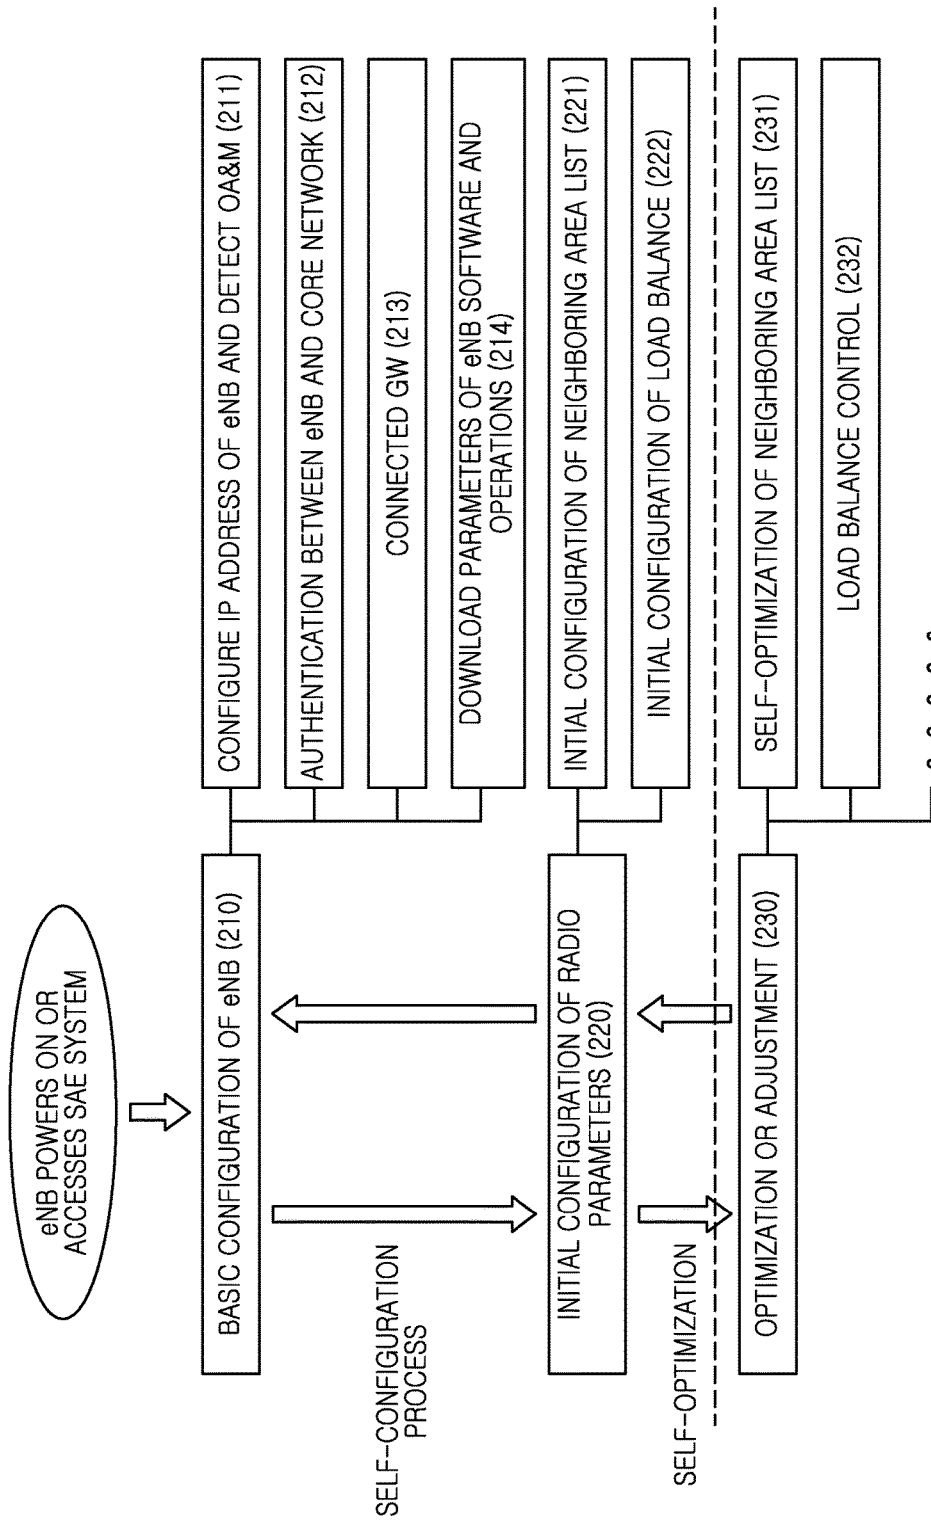 eNB POWERS ON OR
ACCESSES SAE SYSTEM
BASIC CONFIGURATION OF eNB (210)
CONFIGURE IP ADDRESS OF eNB AND DETECT OA&M (211)
AUTHENTICATION BETWEEN eNB AND CORE NETWORK (212)
CONNECTED GW (213)
DOWNLOAD PARAMETERS OF eNB SOFTWARE AND
OPERATIONS (214)
SELF-CONFIGURATION
PROCESS
INITIAL CONFIGURATION OF RADIO
PARAMETERS (220)
INTIAL CONFIGURATION OF NEIGHBORING AREA LIST (221)
INITIAL CONFIGURATION OF LOAD BALANCE (222)
SELF-OPTIMIZATION
OPTIMIZATION OR ADJUSTMENT (230)
SELF-OPTIMIZATION OF NEIGHBORING AREA LIST (231)
LOAD BALANCE CONTROL (232)